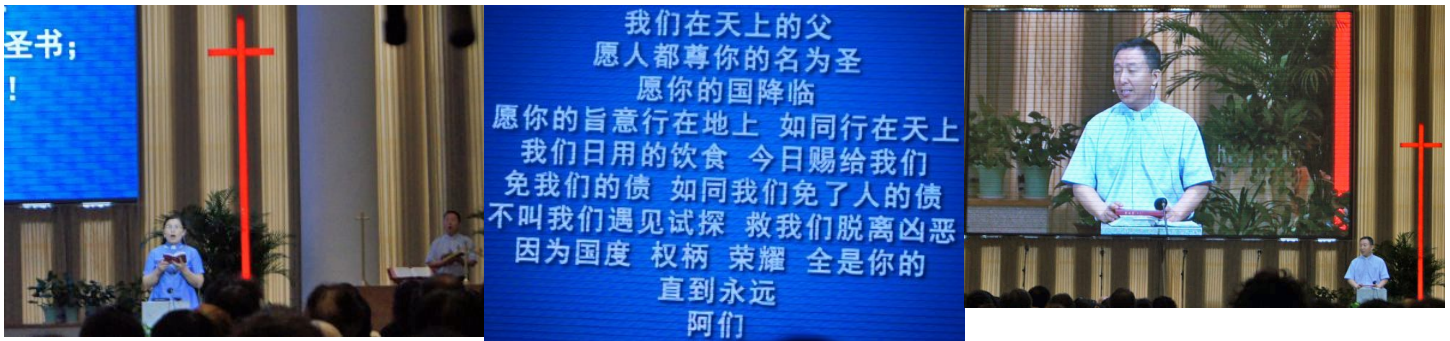 圣书；
！
我们在天上的父
愿人都尊你的名为圣
愿你的国降临
愿你的旨意行在地上 如同行在天上
我们日用的饮食 今日赐给我们
免我们的债 如同我们免了人的债
不叫我们遇见试探 救我们脱离凶恶
因为国度 权柄 荣耀 全是你的
直到永远
阿们